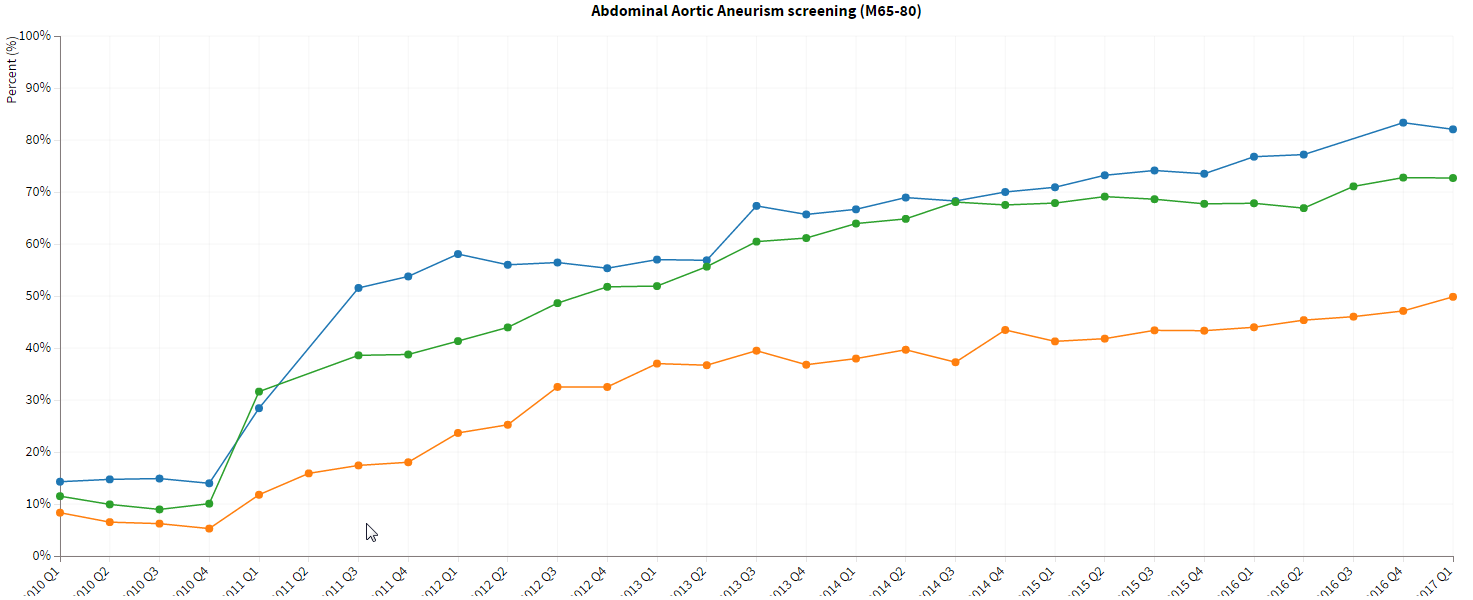 Abdominal Aortic Aneurism screening (M65-80)
Percent (%)
100%
90%
80%
70%
60%
50%
40%
30%
20%
10%
0%
010 Q1
010 Q2
010 Q3
010 Q4
011 Q1
011 Q2
011 Q3
011 Q4
012 Q1
012 Q2
012 Q3
012 Q4
013 Q1
013 Q2
013 Q3
013 Q4
014 Q1
014 Q2
014 Q3
014 Q4
015 Q1
015 Q2
015 Q3
015 Q4
016 Q1
016 Q2
016 Q3
016 Q4
017 Q1